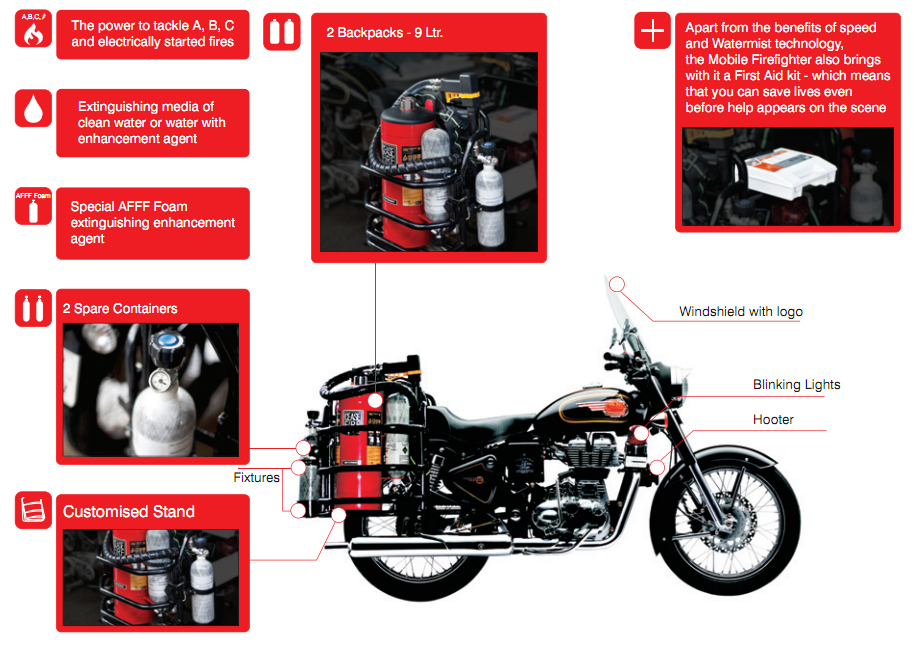 A,B,C,
The power to tackle A, B, C
and electrically started fires
Extinguishing media of
clean water or water with
enhancement agent
AFFF Foam
Special AFFF Foam
extinguishing enhancement
agent
2 Spare Containers
Fixtures
Customised Stand
2 Backpacks - 9 Ltr.
CEASE
FIRE
Apart from the benefits of speed
and Watermist technology,
the Mobile Firefighter also brings
with it a First Aid kit - which means
that you can save lives even
before help appears on the scene
Windshield with logo
Blinking Lights
Hooter